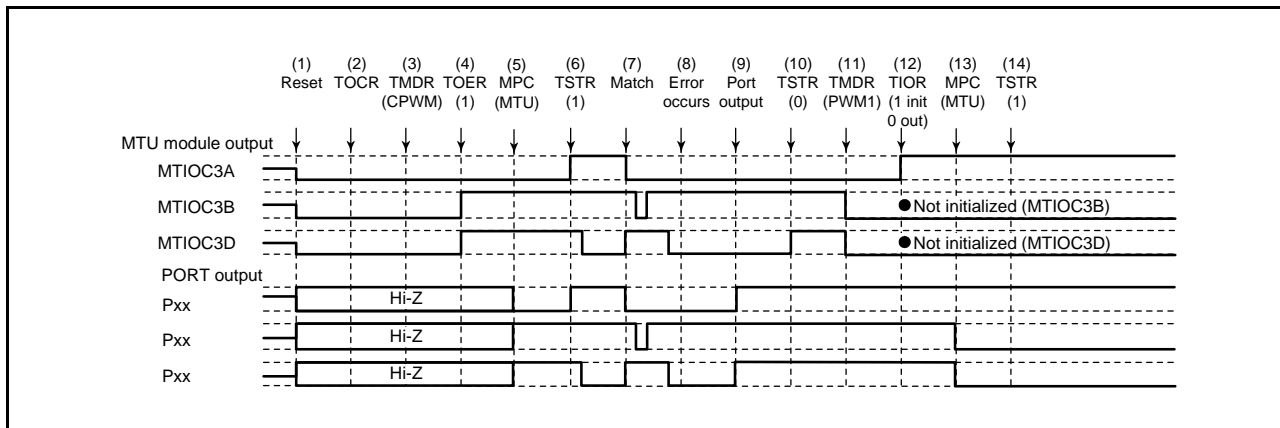 (1) (2) (3) (4) (5) (6) (7) (8) (9) (10) (11) (12) (13) (14)
Reset TOCR TMDR TOER MPC TSTR Match Error Port TSTR TMDR TIOR MPC TSTR
(CPWM) (1) (MTU) (1) occurs output (0) (PWM1) (1 init (MTU) (1)
0 out)
MTU module output
MTIOC3A
MTIOC3B
Not initialized (MTIOC3B)
MTIOC3D
Not initialized (MTIOC3D)
PORT output
Pxx
Hi-Z
Pxx
Hi-Z
Pxx
Hi-Z